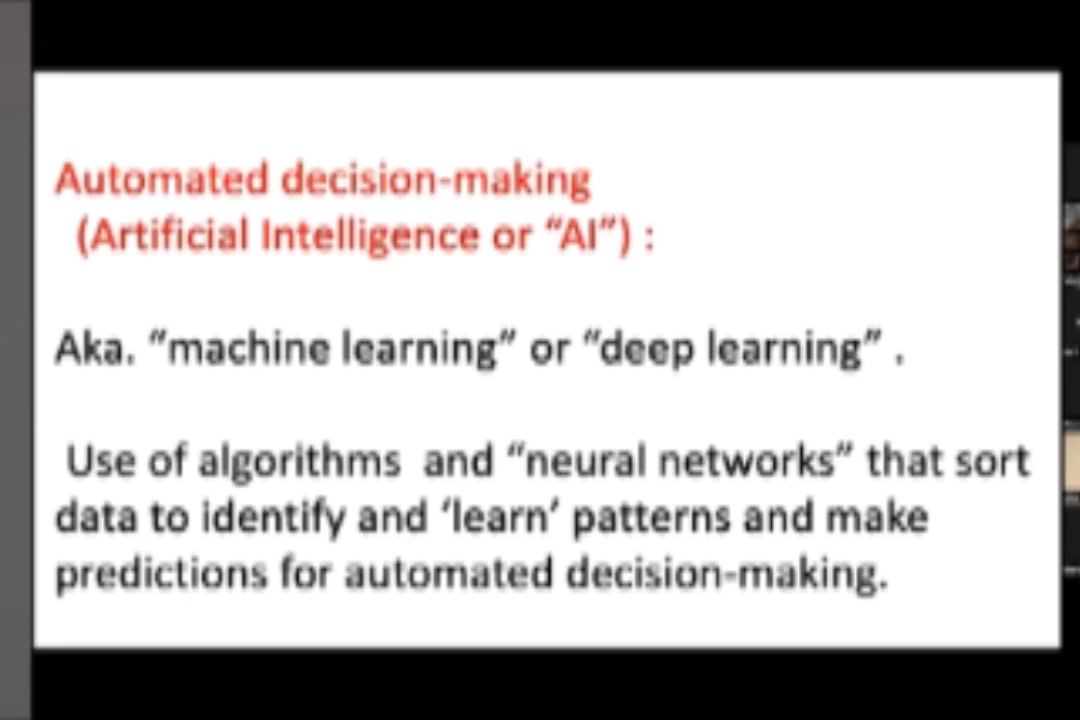 Automated decision-making
(Artificial Intelligence or “AI”) :
Aka. “machine learning” or “deep learning” .
Use of algorithms and “neural networks” that sort
data to identify and ‘learn’ patterns and make
predictions for automated decision-making.